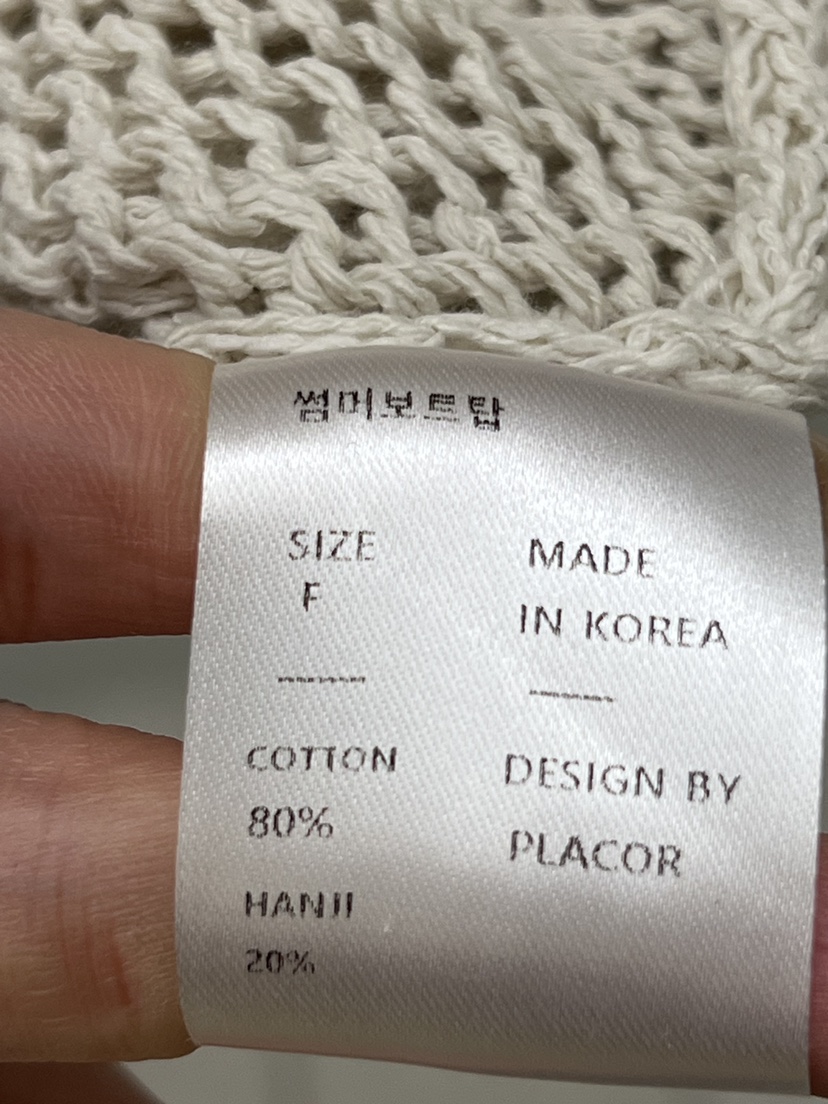 썸머보트탑
SIZE
F
COTTON
80%
HANJI
20%
MADE
IN KOREA
DESIGN BY
PLACOR